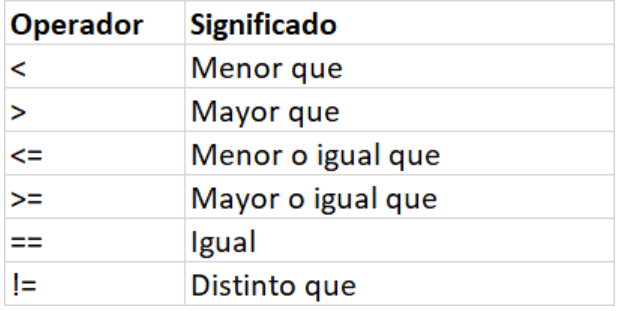 Operador Significado
< Menor que
> Mayor que
<= Menor o igual que
>= Mayor o igual que
== Igual
!= Distinto que